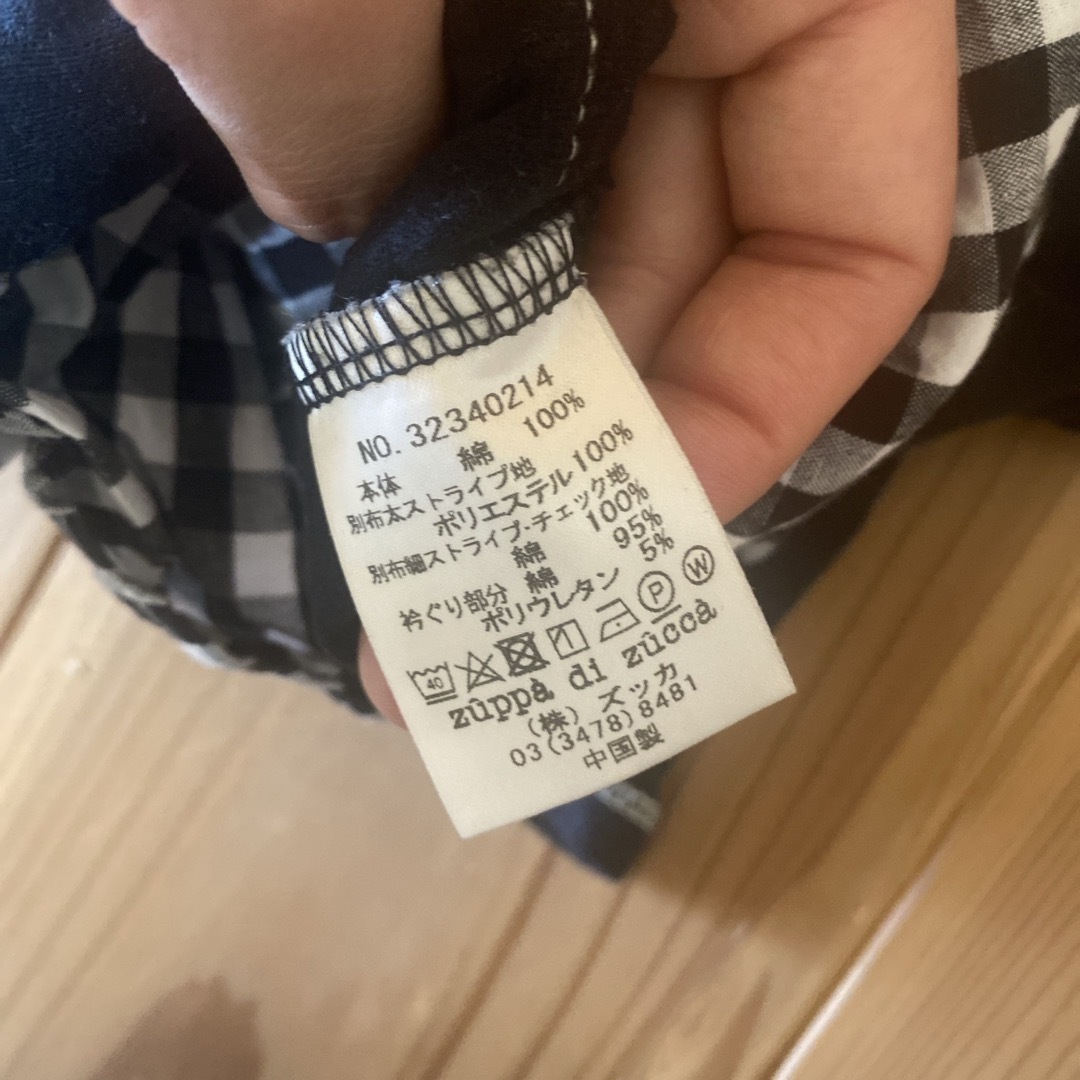 NO.32340214
本体 綿 100%
別布太ストライプ地
ポリエステル100%
別布細ストライプ・チェック地
綿 100%
衿ぐり部分 綿 95%
ポリウレタン 5%
40 P W
zûppà di zûccà
(株) ズッカ
03(3478)8481
中国製